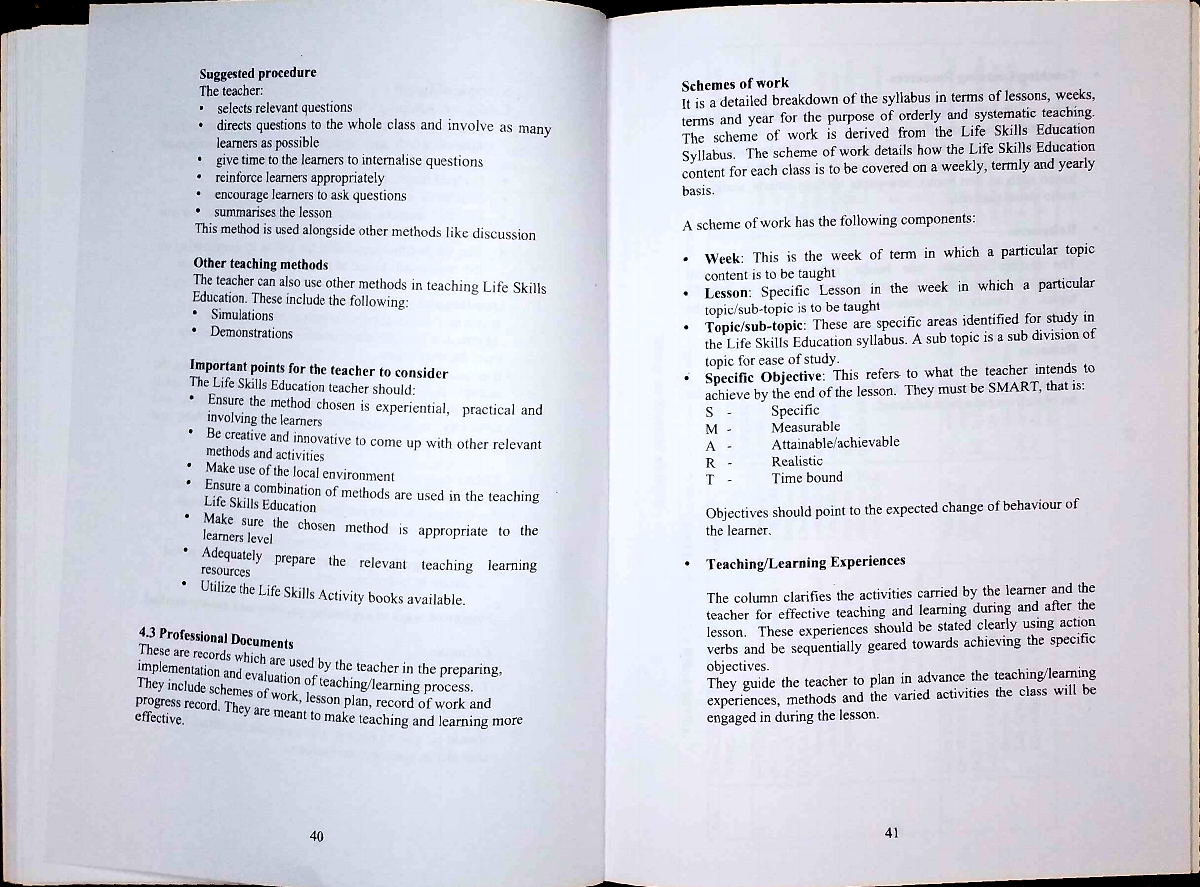 Suggested procedure
The teacher:
• selects relevant questions
• directs questions to the whole class and involve as many
learners as possible
• give time to the learners to internalise questions
• reinforce learners appropriately
• encourage learners to ask questions
• summarises the lesson
This method is used alongside other methods like discussion
Other teaching methods
The teacher can also use other methods in teaching Life Skills
Education. These include the following:
• Simulations
• Demonstrations
Important points for the teacher to consider
The Life Skills Education teacher should:
• Ensure the method chosen is experiential, practical and
involving the learners
• Be creative and innovative to come up with other relevant
methods and activities
• Make use of the local environment
• Ensure a combination of methods are used in the teaching
Life Skills Education
• Make sure the chosen method is appropriate to the
learners level
• Adequately prepare the relevant teaching learning
resources
• Utilize the Life Skills Activity books available.
4.3 Professional Documents
These are records which are used by the teacher in the preparing,
implementation and evaluation of teaching/learning process.
They include schemes of work, lesson plan, record of work and
progress record. They are meant to make teaching and learning more
effective.
40
Schemes of work
It is a detailed breakdown of the syllabus in terms of lessons, weeks,
terms and year for the purpose of orderly and systematic teaching.
The scheme of work is derived from the Life Skills Education
Syllabus. The scheme of work details how the Life Skills Education
content for each class is to be covered on a weekly, termly and yearly
basis.
A scheme of work has the following components:
• Week: This is the week of term in which a particular topic
content is to be taught
• Lesson: Specific Lesson in the week in which a particular
topic/sub-topic is to be taught
• Topic/sub-topic: These are specific areas identified for study in
the Life Skills Education syllabus. A sub topic is a sub division of
topic for ease of study.
• Specific Objective: This refers to what the teacher intends to
achieve by the end of the lesson. They must be SMART, that is:
S - Specific
M - Measurable
A - Attainable/achievable
R - Realistic
T - Time bound
Objectives should point to the expected change of behaviour of
the learner.
• Teaching/Learning Experiences
The column clarifies the activities carried by the learner and the
teacher for effective teaching and learning during and after the
lesson. These experiences should be stated clearly using action
verbs and be sequentially geared towards achieving the specific
objectives.
They guide the teacher to plan in advance the teaching/learning
experiences, methods and the varied activities the class will be
engaged in during the lesson.
41